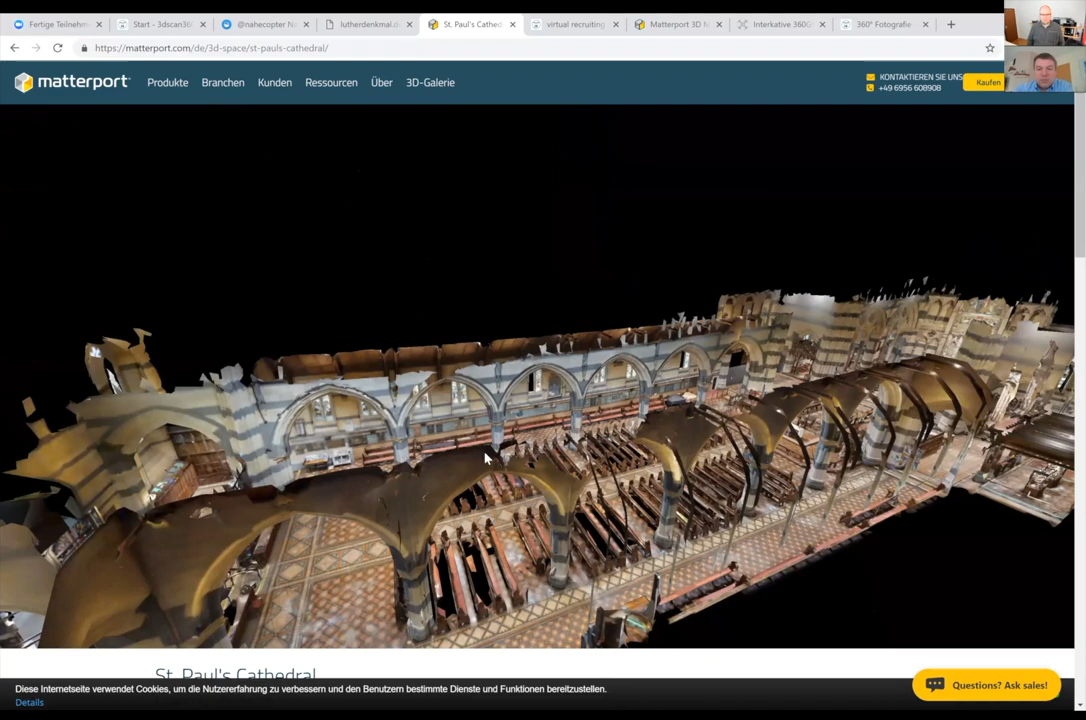 Fertige Teilnehm
Start - 3dscan36
@nahecopter Na
lutherdenkmal.o
St. Paul's Cathed
virtual recruiting
Matterport 3D M
Interkative 360G
360° Fotografie
https://matterport.com/de/3d-space/st-pauls-cathedral/
matterport
Produkte
Branchen
Kunden
Ressourcen
Über
3D-Galerie
KONTAKTIEREN SIE UNS
+49 6956 608908
Kaufen
St. Paul's Cathedral
Diese Internetseite verwendet Cookies, um die Nutzererfahrung zu verbessern und den Benutzern bestimmte Dienste und Funktionen bereitzustellen.
Details
Questions? Ask sales!